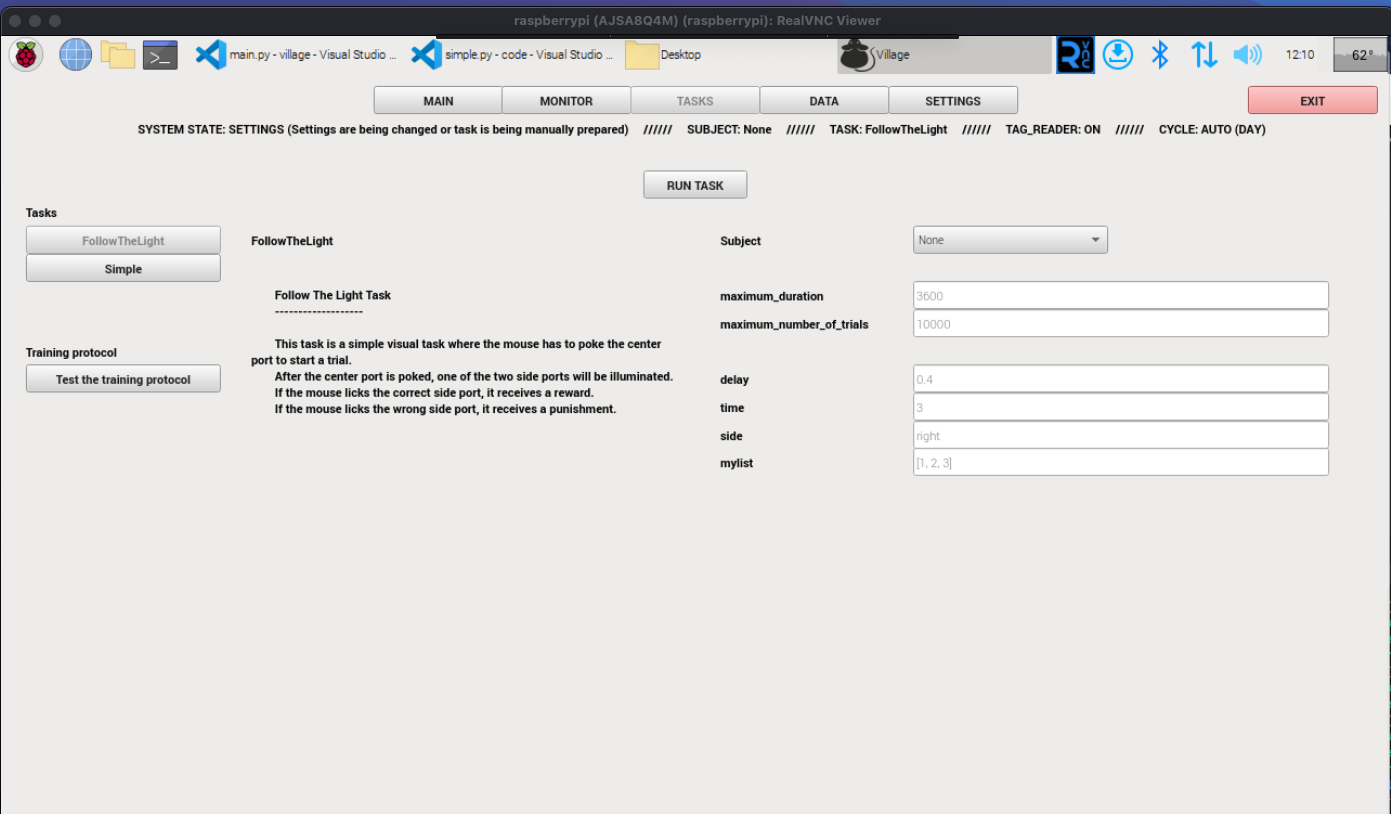 raspberrypi (AJSA8Q4M) (raspberrypi): RealVNC Viewer
main.py - village - Visual Studio ...
simple.py - code - Visual Studio ...
Desktop
Village
12:10
62°
MAIN
MONITOR
TASKS
DATA
SETTINGS
EXIT
SYSTEM STATE: SETTINGS (Settings are being changed or task is being manually prepared) ////// SUBJECT: None ////// TASK: FollowTheLight ////// TAG_READER: ON ////// CYCLE: AUTO (DAY)
RUN TASK
Tasks
FollowTheLight
Simple
Training protocol
Test the training protocol
FollowTheLight
Follow The Light Task
-------------------
This task is a simple visual task where the mouse has to poke the center
port to start a trial.
After the center port is poked, one of the two side ports will be illuminated.
If the mouse licks the correct side port, it receives a reward.
If the mouse licks the wrong side port, it receives a punishment.
Subject
None
maximum_duration
3600
maximum_number_of_trials
10000
delay
0.4
time
3
side
right
mylist
[1, 2, 3]